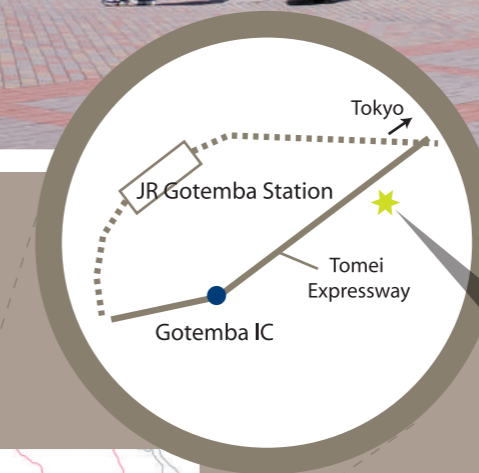 Tokyo
JR Gotemba Station
Tomei
Expressway
Gotemba IC